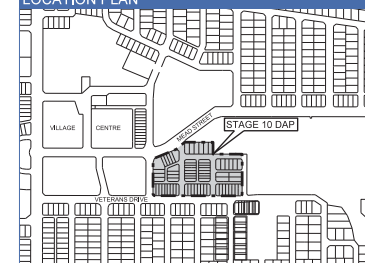 LOCATION PLAN
MEAD STREET
STAGE 10 DAP
VILLAGE CENTRE
VETERANS DRIVE